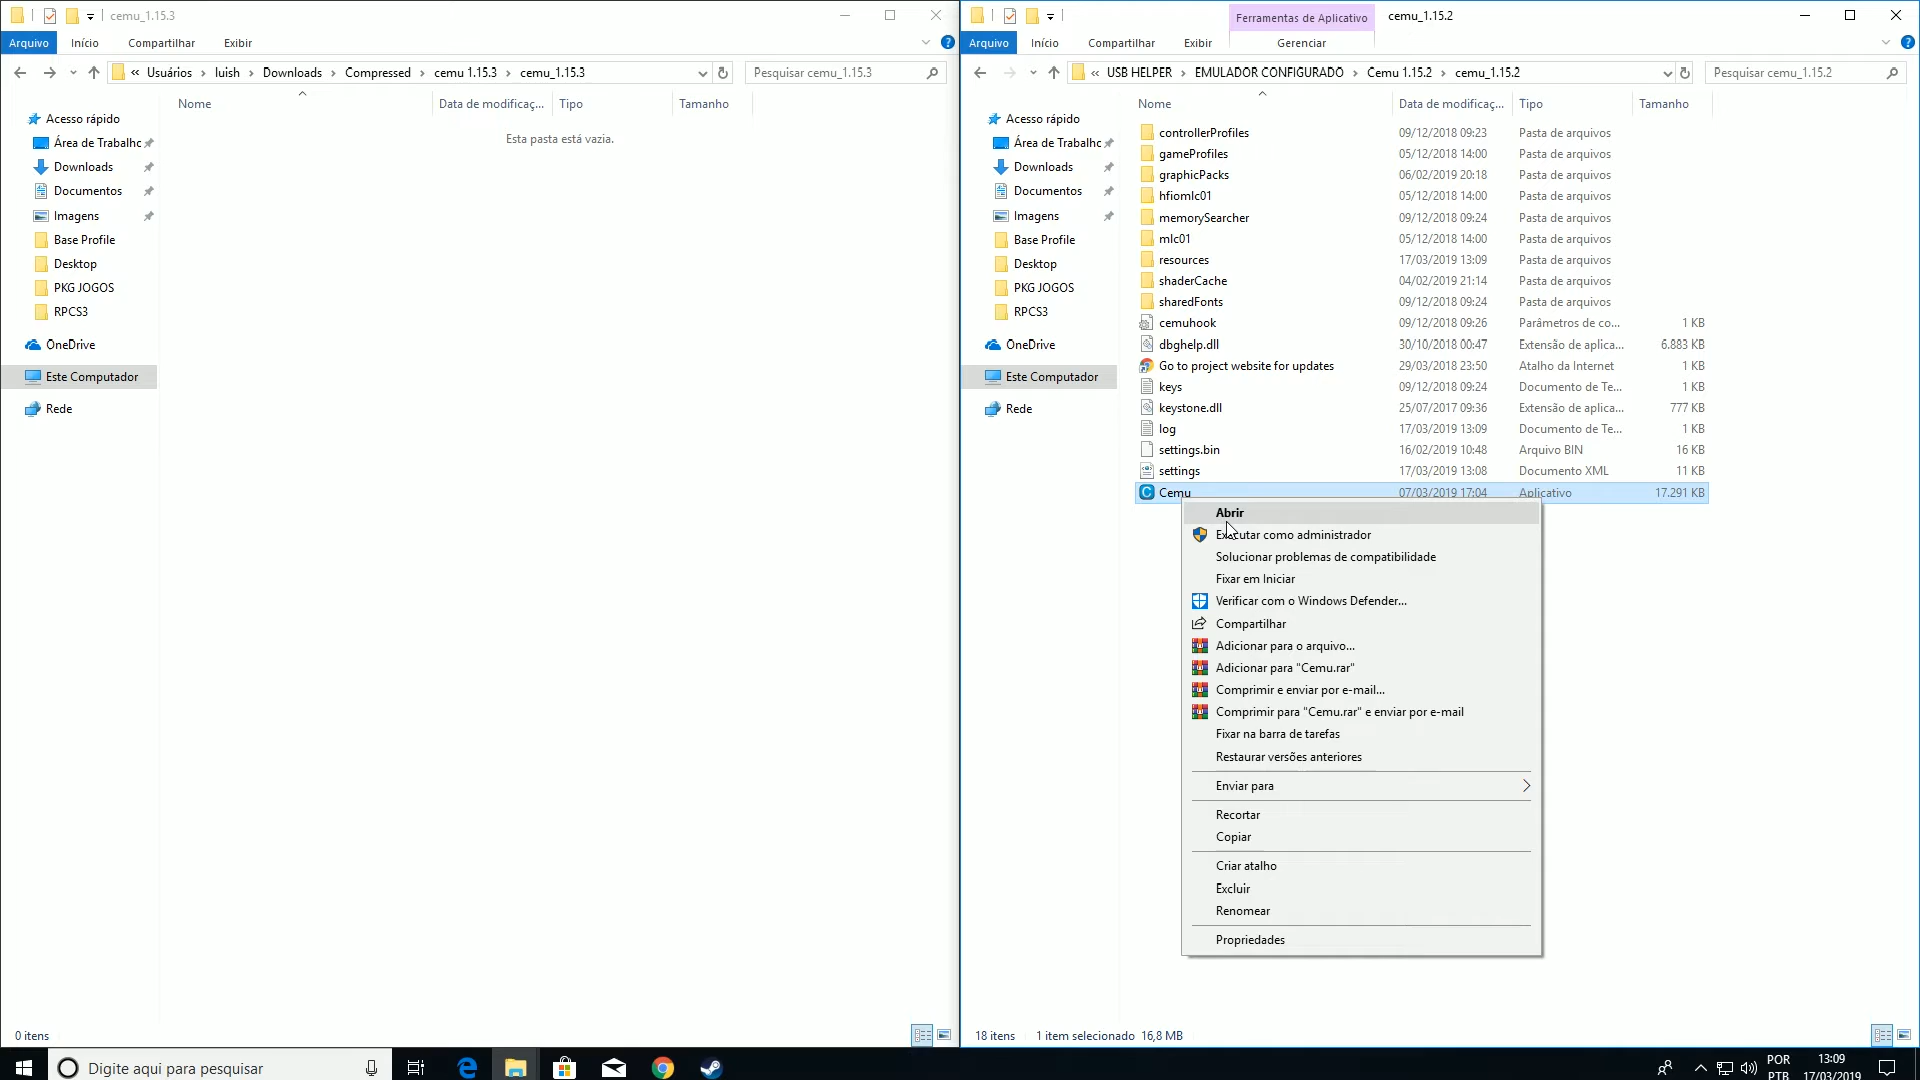 cemu_1.15.3
Arquivo Início Compartilhar Exibir
« Usuários › luish › Downloads › Compressed › cemu 1.15.3 › cemu_1.15.3
Pesquisar cemu_1.15.3
Nome Data de modificaç... Tipo Tamanho
Esta pasta está vazia.
Acesso rápido
Área de Trabalhc
Downloads
Documentos
Imagens
Base Profile
Desktop
PKG JOGOS
RPCS3
OneDrive
Este Computador
Rede
0 itens
Ferramentas de Aplicativo cemu_1.15.2
Arquivo Início Compartilhar Exibir Gerenciar
« USB HELPER › EMULADOR CONFIGURADO › Cemu 1.15.2 › cemu_1.15.2
Pesquisar cemu_1.15.2
Nome Data de modificaç... Tipo Tamanho
Acesso rápido
Área de Trabalhc
Downloads
Documentos
Imagens
Base Profile
Desktop
PKG JOGOS
RPCS3
OneDrive
Este Computador
Rede
controllerProfiles 09/12/2018 09:23 Pasta de arquivos
gameProfiles 05/12/2018 14:00 Pasta de arquivos
graphicPacks 06/02/2019 20:18 Pasta de arquivos
hfiomlc01 05/12/2018 14:00 Pasta de arquivos
memorySearcher 09/12/2018 09:24 Pasta de arquivos
mlc01 05/12/2018 14:00 Pasta de arquivos
resources 17/03/2019 13:09 Pasta de arquivos
shaderCache 04/02/2019 21:14 Pasta de arquivos
sharedFonts 09/12/2018 09:24 Pasta de arquivos
cemuhook 09/12/2018 09:26 Parâmetros de co... 1 KB
dbghelp.dll 30/10/2018 00:47 Extensão de aplica... 6.883 KB
Go to project website for updates 29/03/2018 23:50 Atalho da Internet 1 KB
keys 09/12/2018 09:24 Documento de Te... 1 KB
keystone.dll 25/07/2017 09:36 Extensão de aplica... 777 KB
log 17/03/2019 13:09 Documento de Te... 1 KB
settings.bin 16/02/2019 10:48 Arquivo BIN 16 KB
settings 17/03/2019 13:08 Documento XML 11 KB
Cemu 07/03/2019 17:04 Aplicativo 17.291 KB
Abrir
Executar como administrador
Solucionar problemas de compatibilidade
Fixar em Iniciar
Verificar com o Windows Defender...
Compartilhar
Adicionar para o arquivo...
Adicionar para "Cemu.rar"
Comprimir e enviar por e-mail...
Comprimir para "Cemu.rar" e enviar por e-mail
Fixar na barra de tarefas
Restaurar versões anteriores
Enviar para
Recortar
Copiar
Criar atalho
Excluir
Renomear
Propriedades
18 itens 1 item selecionado 16,8 MB
Digite aqui para pesquisar
POR
PTB
13:09
17/03/2019